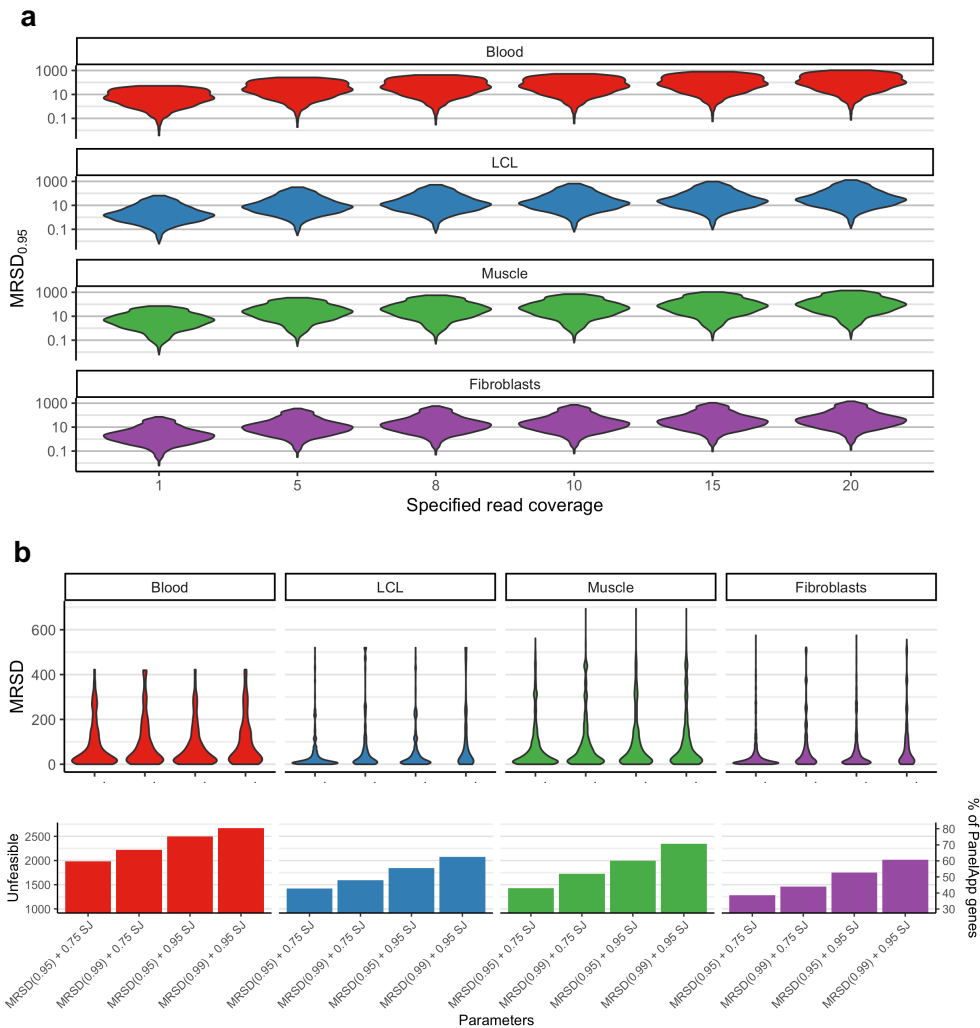 a
Blood
1000
10
0.1
LCL
1000
10
0.1
Muscle
1000
10
0.1
Fibroblasts
1000
10
0.1
MRSD0.95
1 5 8 10 15 20
Specified read coverage
b
Blood LCL Muscle Fibroblasts
MRSD
600
400
200
0
Unfeasible
2500
2000
1500
1000
80
70
60
50
40
30
% of PanelApp genes
MRSD(0.95) + 0.75 SJ
MRSD(0.99) + 0.75 SJ
MRSD(0.95) + 0.95 SJ
MRSD(0.99) + 0.95 SJ
MRSD(0.95) + 0.75 SJ
MRSD(0.99) + 0.75 SJ
MRSD(0.95) + 0.95 SJ
MRSD(0.99) + 0.95 SJ
MRSD(0.95) + 0.75 SJ
MRSD(0.99) + 0.75 SJ
MRSD(0.95) + 0.95 SJ
MRSD(0.99) + 0.95 SJ
MRSD(0.95) + 0.75 SJ
MRSD(0.99) + 0.75 SJ
MRSD(0.95) + 0.95 SJ
MRSD(0.99) + 0.95 SJ
Parameters